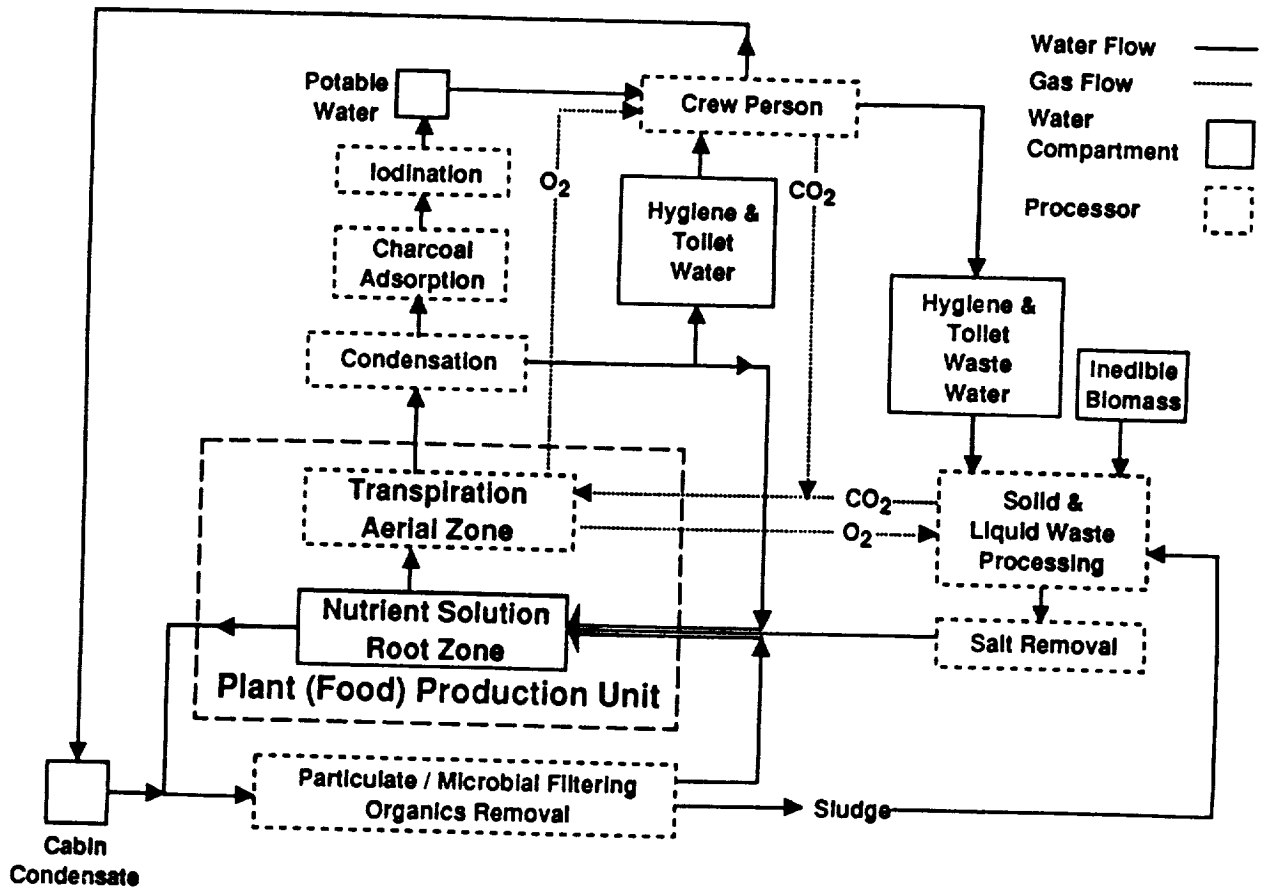 Water Flow
Gas Flow
Water
Compartment
Processor
Potable
Water
Crew Person
Iodination
O2
CO2
Hygiene &
Toilet
Water
Charcoal
Adsorption
Hygiene &
Toilet
Waste
Water
Condensation
Inedible
Biomass
Transpiration
Aerial Zone
CO2
O2
Solid &
Liquid Waste
Processing
Nutrient Solution
Root Zone
Salt Removal
Plant (Food) Production Unit
Particulate / Microbial Filtering
Organics Removal
Sludge
Cabin
Condensate